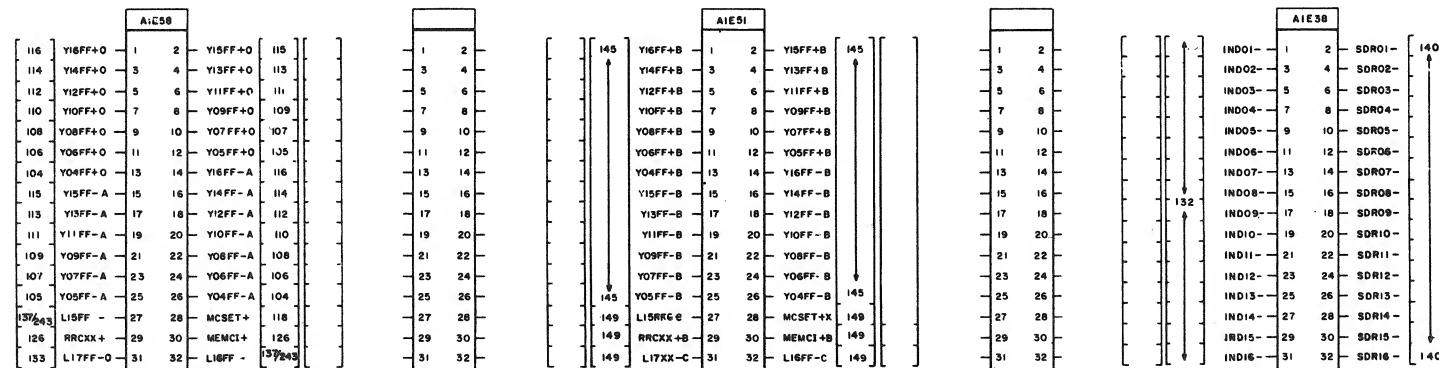 A1E58 A1E51 A1E38
116 Y16FF+0 1 2 Y15FF+0 115 1 2 145 Y16FF+B 1 2 Y15FF+B 145 1 2 IND01- 1 2 SDR01- 140
114 Y14FF+0 3 4 Y13FF+0 113 3 4 Y14FF+B 3 4 Y13FF+B 3 4 IND02- 3 4 SDR02-
112 Y12FF+0 5 6 Y11FF+0 111 5 6 Y12FF+B 5 6 Y11FF+B 5 6 IND03- 5 6 SDR03-
110 Y10FF+0 7 8 Y09FF+0 109 7 8 Y10FF+B 7 8 Y09FF+B 7 8 IND04- 7 8 SDR04-
108 Y08FF+0 9 10 Y07FF+0 107 9 10 Y08FF+B 9 10 Y07FF+B 9 10 IND05- 9 10 SDR05-
106 Y06FF+0 11 12 Y05FF+0 105 11 12 Y06FF+B 11 12 Y05FF+B 11 12 IND06- 11 12 SDR06-
104 Y04FF+0 13 14 Y16FF-A 116 13 14 Y04FF+B 13 14 Y16FF-B 13 14 IND07- 13 14 SDR07-
115 Y15FF-A 15 16 Y14FF-A 114 15 16 Y15FF-B 15 16 Y14FF-B 15 16 132 IND08- 15 16 SDR08-
113 Y13FF-A 17 18 Y12FF-A 112 17 18 Y13FF-B 17 18 Y12FF-B 17 18 IND09- 17 18 SDR09-
111 Y11FF-A 19 20 Y10FF-A 110 19 20 Y11FF-B 19 20 Y10FF-B 19 20 IND10- 19 20 SDR10-
109 Y09FF-A 21 22 Y08FF-A 108 21 22 Y09FF-B 21 22 Y08FF-B 21 22 IND11- 21 22 SDR11-
107 Y07FF-A 23 24 Y06FF-A 106 23 24 Y07FF-B 23 24 Y06FF-B 23 24 IND12- 23 24 SDR12-
105 Y05FF-A 25 26 Y04FF-A 104 25 26 145 Y05FF-B 25 26 Y04FF-B 145 25 26 IND13- 25 26 SDR13-
137/243 L15FF - 27 28 MCSET+ 118 27 28 149 27 28 MCSET+X 149 27 28 IND14- 27 28 SDR14-
126 RRCXX+ 29 30 MEMCI+ 126 29 30 149 RRCXX+B 29 30 MEMCI+B 149 29 30 IND15- 29 30 SDR15-
133 L17FF-0 31 32 L16FF - 137/243 31 32 149 L17XX-C 31 32 L16FF-C 149 31 32 IND16- 31 32 SDR16- 140